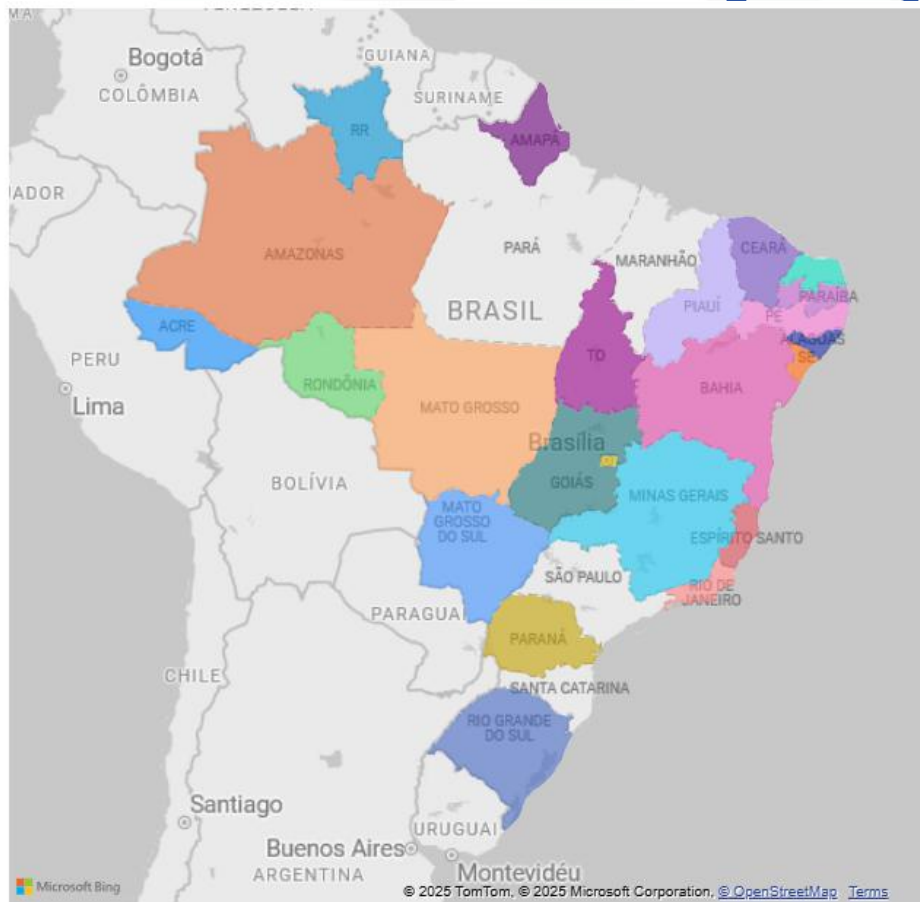 Bogotá
COLÔMBIA
GUIANA
SURINAME
RR
AMAPÁ
ADOR
AMAZONAS
PARÁ
MARANHÃO
CEARÁ
PIAUÍ
PARAÍBA
PE
BRASIL
ACRE
ALAGOAS
SE
PERU
TO
RONDÔNIA
BAHIA
MATO GROSSO
Lima
Brasília
BOLÍVIA
GOIÁS
MINAS GERAIS
MATO
GROSSO
DO SUL
ESPÍRITO SANTO
SÃO PAULO
RIO DE
JANEIRO
PARAGUAI
PARANÁ
CHILE
SANTA CATARINA
RIO GRANDE
DO SUL
Santiago
URUGUAI
Buenos Aires
ARGENTINA
Montevidéu
Microsoft Bing
© 2025 TomTom, © 2025 Microsoft Corporation, © OpenStreetMap Terms